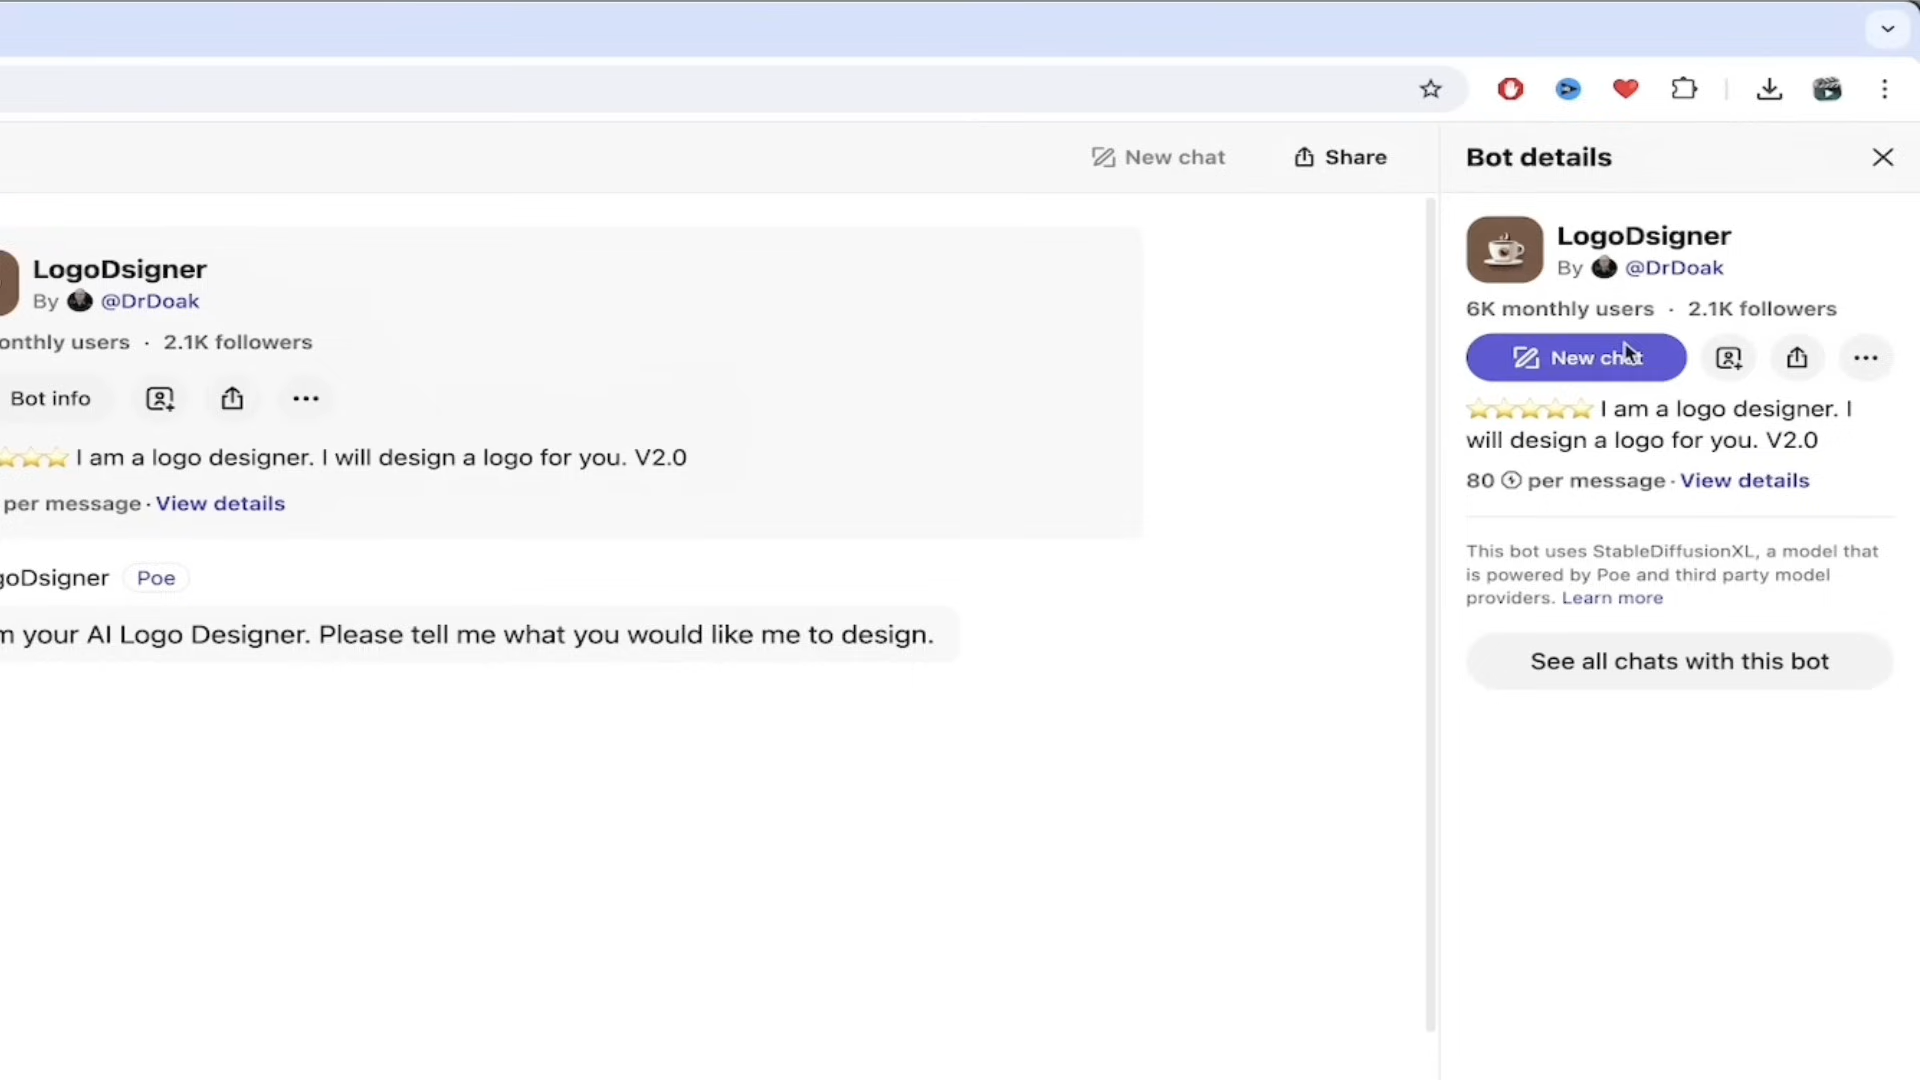 New chat
Share
Bot details
LogoDsigner
By @DrDoak
onthly users · 2.1K followers
Bot info
I am a logo designer. I will design a logo for you. V2.0
per message · View details
goDsigner Poe
m your AI Logo Designer. Please tell me what you would like me to design.
LogoDsigner
By @DrDoak
6K monthly users · 2.1K followers
New chat
⭐⭐⭐⭐⭐ I am a logo designer. I
will design a logo for you. V2.0
80 per message · View details
This bot uses StableDiffusionXL, a model that
is powered by Poe and third party model
providers. Learn more
See all chats with this bot